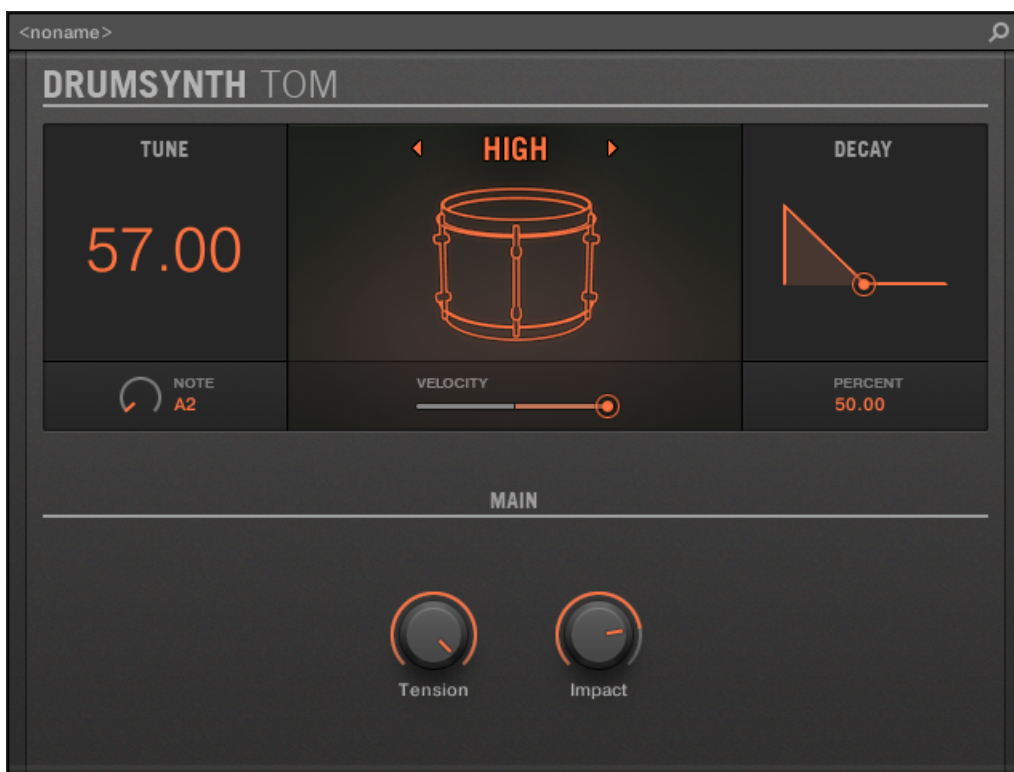 <noname>
DRUMSYNTH TOM
TUNE
HIGH
DECAY
57.00
NOTE
A2
VELOCITY
PERCENT
50.00
MAIN
Tension
Impact